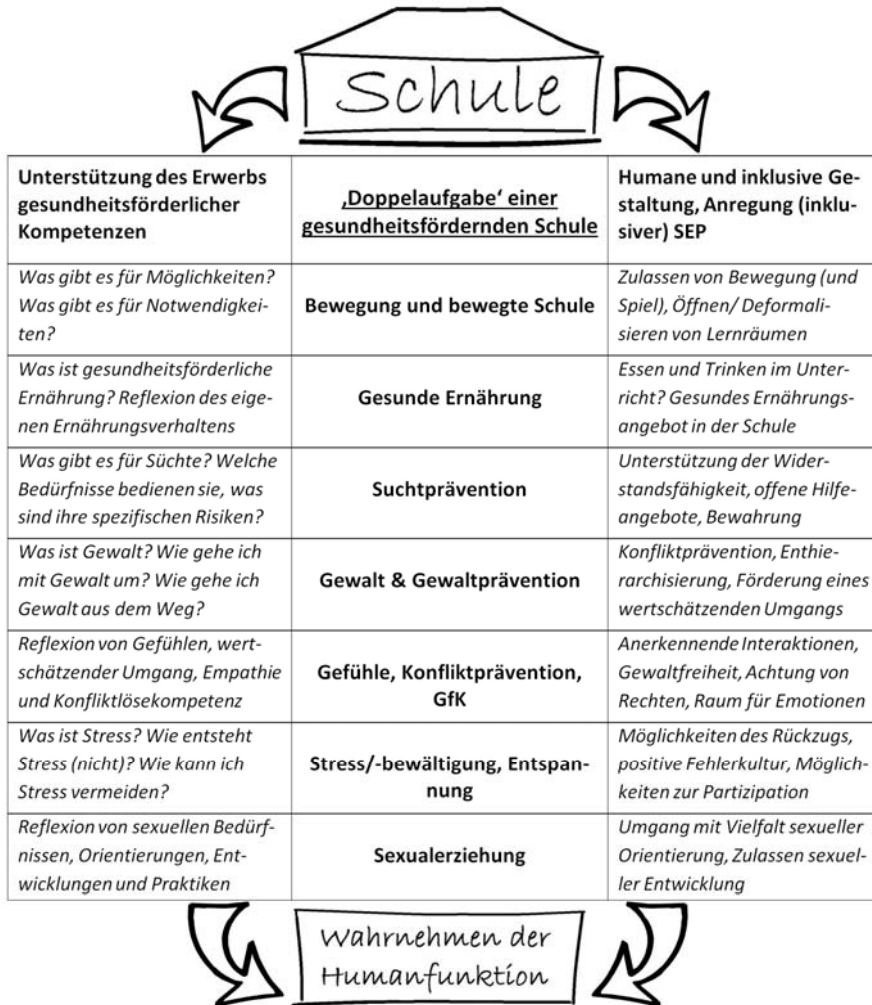 Schule
Unterstützung des Erwerbs
gesundheitsförderlicher
Kompetenzen
‚Doppelaufgabe‘ einer
gesundheitsfördernden Schule
Humane und inklusive Ge-
staltung, Anregung (inklu-
siver) SEP
Was gibt es für Möglichkeiten?
Was gibt es für Notwendigkei-
ten?
Bewegung und bewegte Schule
Zulassen von Bewegung (und
Spiel), Öffnen/ Deformali-
sieren von Lernräumen
Was ist gesundheitsförderliche
Ernährung? Reflexion des eige-
nen Ernährungsverhaltens
Gesunde Ernährung
Essen und Trinken im Unter-
richt? Gesundes Ernährungs-
angebot in der Schule
Was gibt es für Süchte? Welche
Bedürfnisse bedienen sie, was
sind ihre spezifischen Risiken?
Suchtprävention
Unterstützung der Wider-
standsfähigkeit, offene Hilfe-
angebote, Bewahrung
Was ist Gewalt? Wie gehe ich
mit Gewalt um? Wie gehe ich
Gewalt aus dem Weg?
Gewalt & Gewaltprävention
Konfliktprävention, Enthie-
rarchisierung, Förderung eines
wertschätzenden Umgangs
Reflexion von Gefühlen, wert-
schätzender Umgang, Empathie
und Konfliktlösekompetenz
Gefühle, Konfliktprävention,
GfK
Anerkennende Interaktionen,
Gewaltfreiheit, Achtung von
Rechten, Raum für Emotionen
Was ist Stress? Wie entsteht
Stress (nicht)? Wie kann ich
Stress vermeiden?
Stress/-bewältigung, Entspan-
nung
Möglichkeiten des Rückzugs,
positive Fehlerkultur, Möglich-
keiten zur Partizipation
Reflexion von sexuellen Bedürf-
nissen, Orientierungen, Ent-
wicklungen und Praktiken
Sexualerziehung
Umgang mit Vielfalt sexueller
Orientierung, Zulassen sexuel-
ler Entwicklung
Wahrnehmen der
Humanfunktion